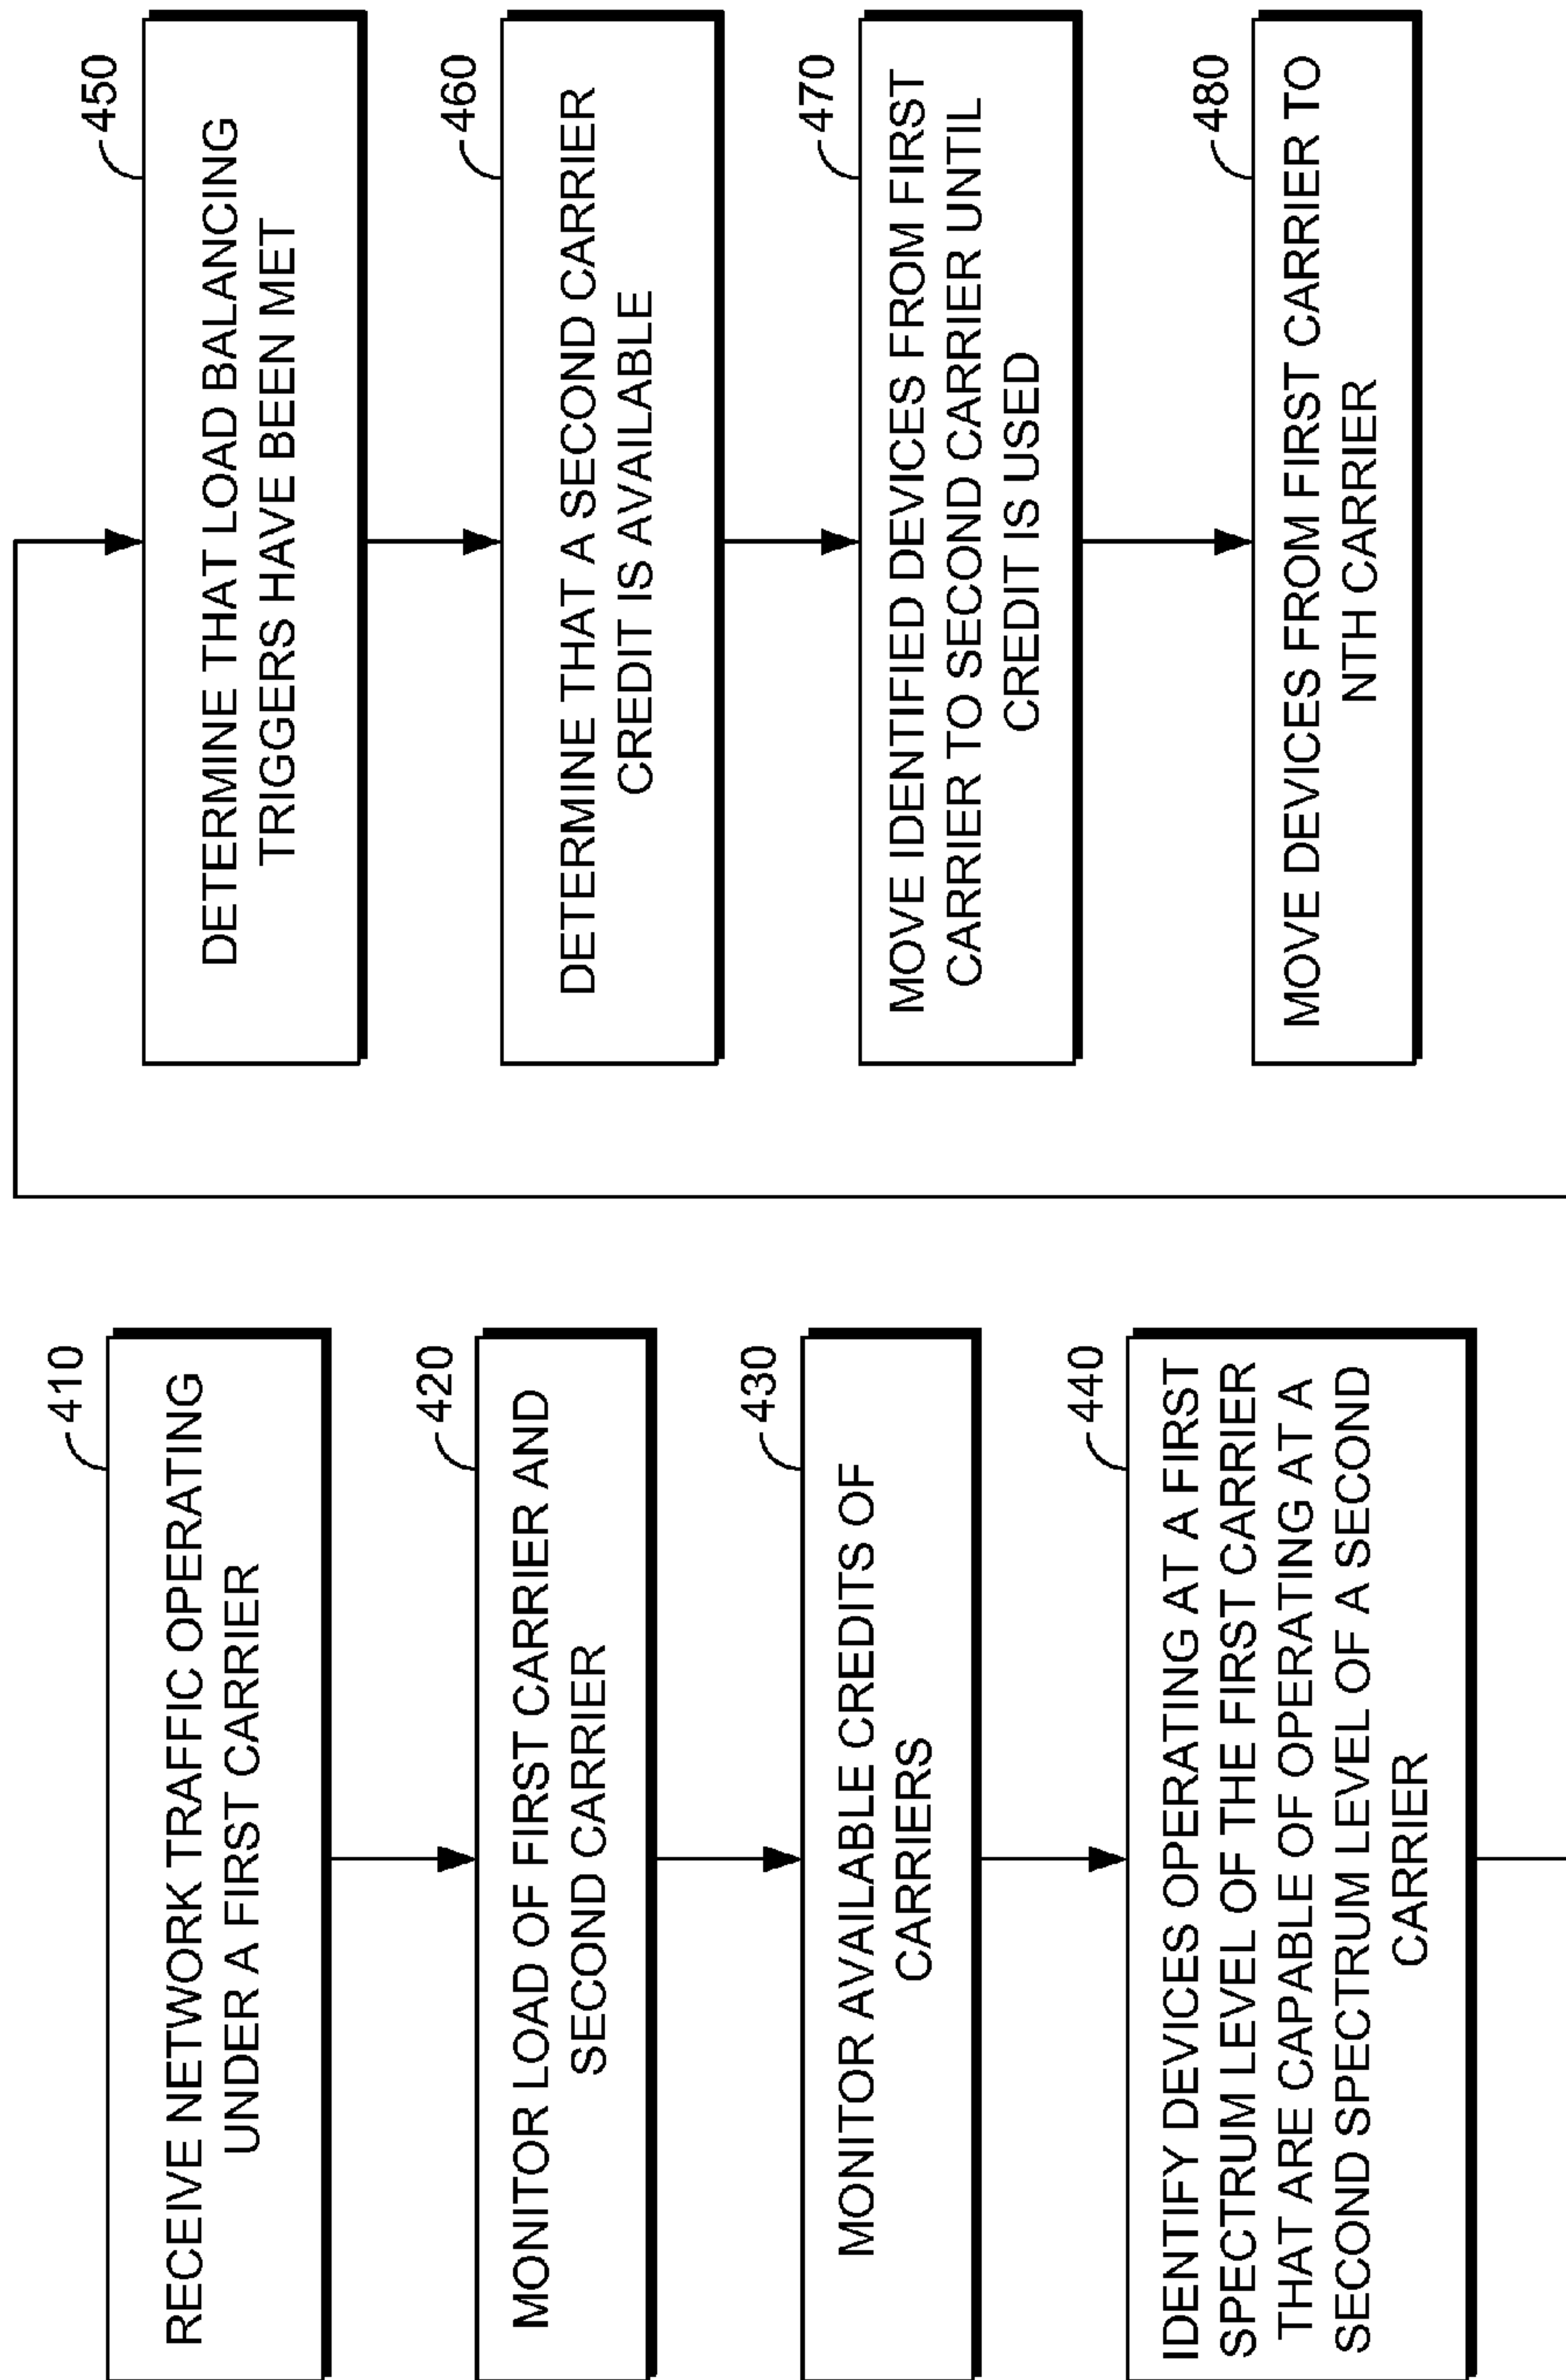 410
RECEIVE NETWORK TRAFFIC OPERATING
UNDER A FIRST CARRIER
420
MONITOR LOAD OF FIRST CARRIER AND
SECOND CARRIER
430
MONITOR AVAILABLE CREDITS OF
CARRIERS
440
IDENTIFY DEVICES OPERATING AT A FIRST
SPECTRUM LEVEL OF THE FIRST CARRIER
THAT ARE CAPABLE OF OPERATING AT A
SECOND SPECTRUM LEVEL OF A SECOND
CARRIER
450
DETERMINE THAT LOAD BALANCING
TRIGGERS HAVE BEEN MET
460
DETERMINE THAT A SECOND CARRIER
CREDIT IS AVAILABLE
470
MOVE IDENTIFIED DEVICES FROM FIRST
CARRIER TO SECOND CARRIER UNTIL
CREDIT IS USED
480
MOVE DEVICES FROM FIRST CARRIER TO
NTH CARRIER